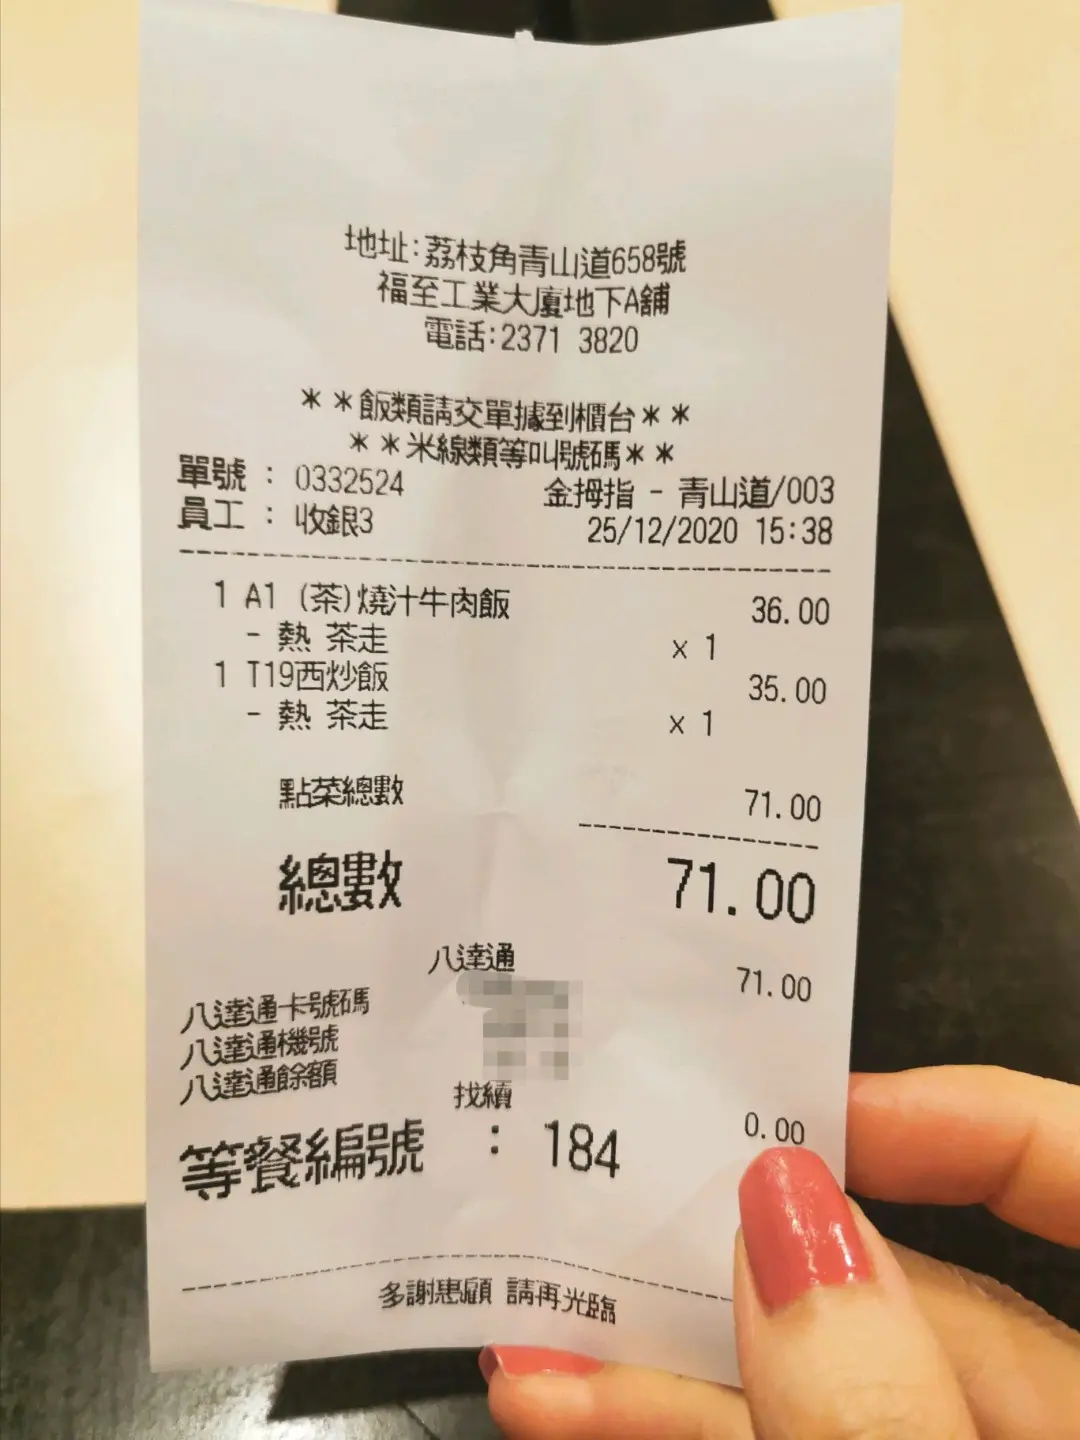 地址:荔枝角青山道658號
福至工業大廈地下A舖
電話:2371 3820
**飯類請交單據到櫃台**
**米線類等叫號碼**
單號 : 0332524 金拇指 - 青山道/003
員工 : 收銀3 25/12/2020 15:38
1 A1 (茶)燒汁牛肉飯 36.00
- 熱 茶走 x 1
1 T19西炒飯 35.00
- 熱 茶走 x 1
點菜總數 71.00
總數 71.00
八達通 71.00
八達通卡號碼
八達通機號
八達通餘額
找續 0.00
等餐編號 : 184
多謝惠顧 請再光臨